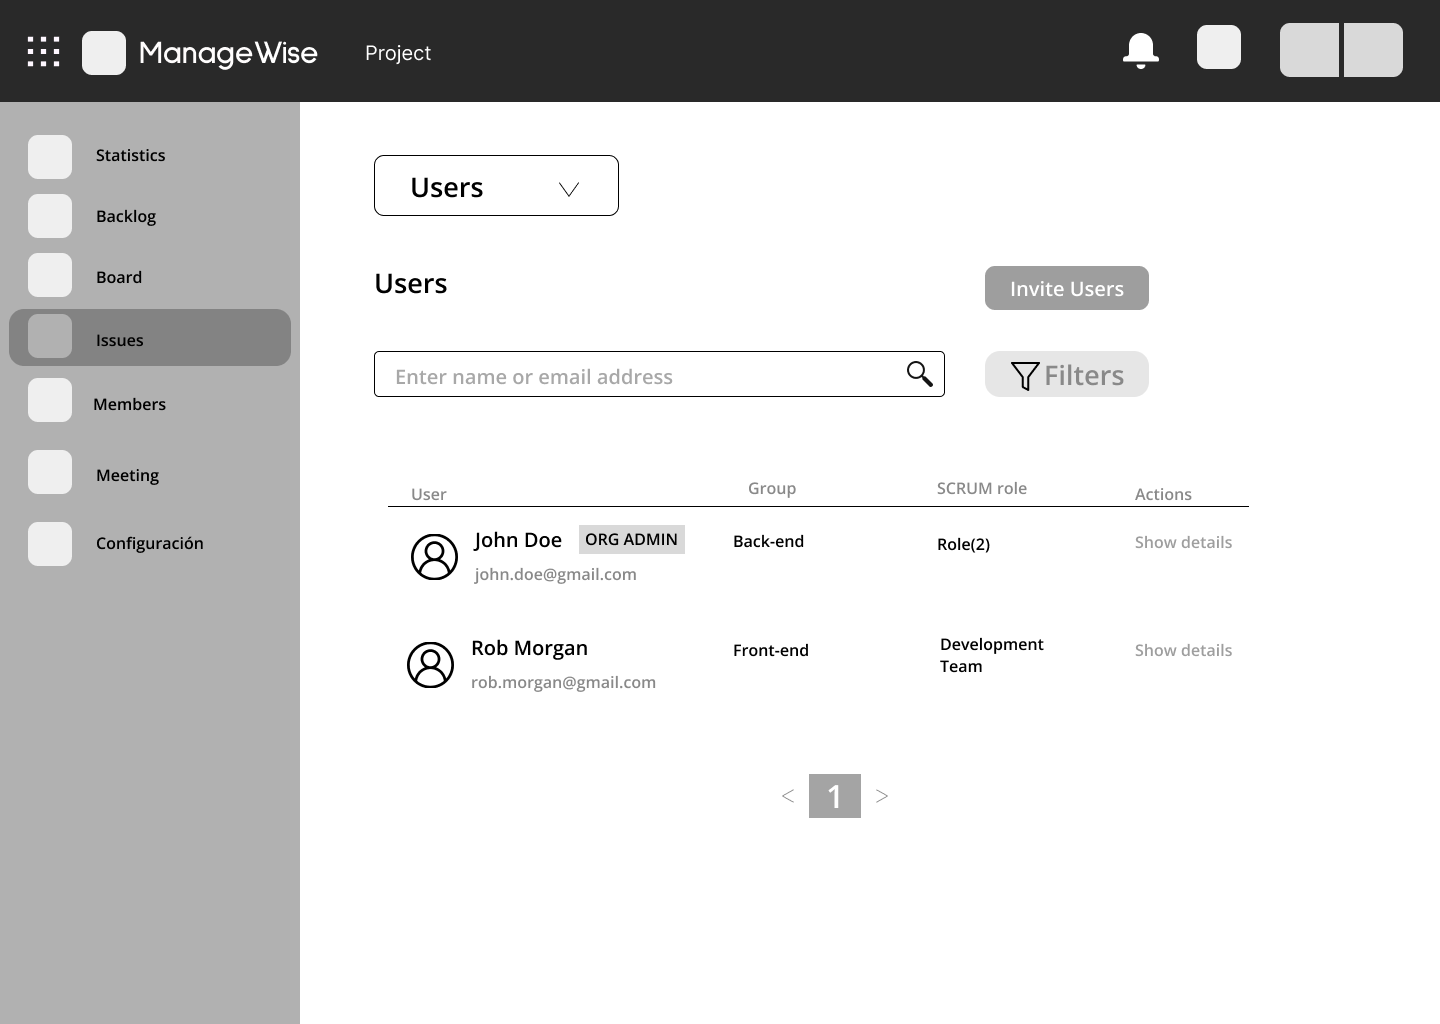 ManageWise
Project
Statistics
Backlog
Board
Issues
Members
Meeting
Configuración
Users
Users
Invite Users
Enter name or email address
Filters
User
Group
SCRUM role
Actions
John Doe
ORG ADMIN
john.doe@gmail.com
Back-end
Role(2)
Show details
Rob Morgan
rob.morgan@gmail.com
Front-end
Development
Team
Show details
< 1 >